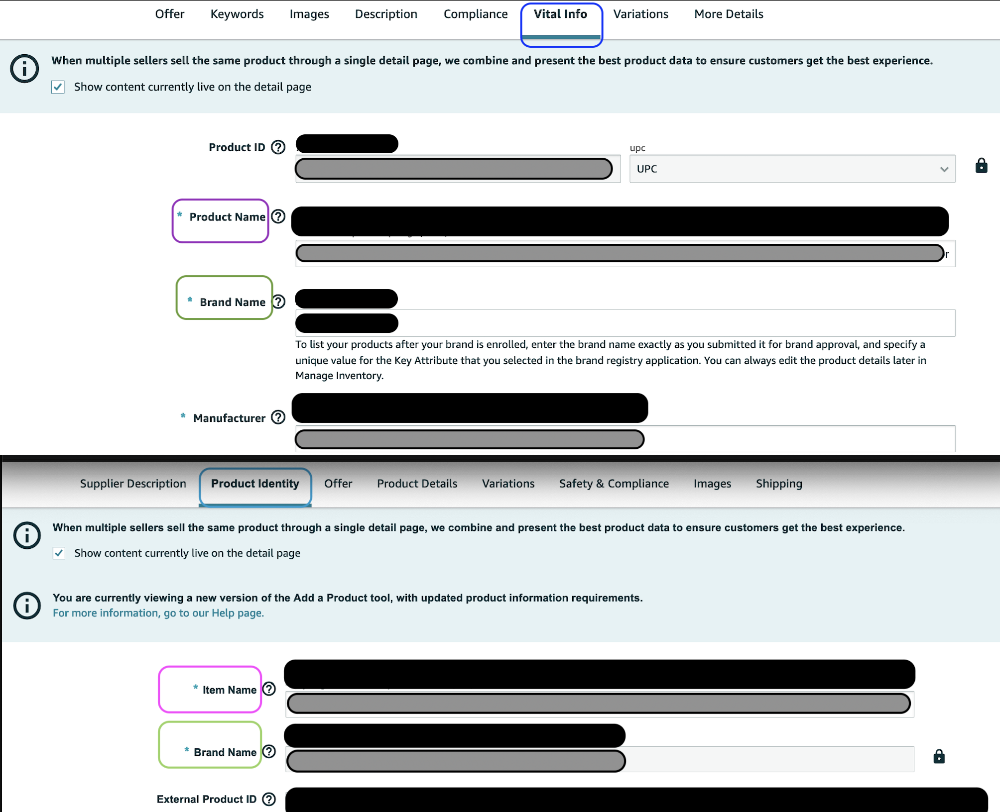 Offer Keywords Images Description Compliance Vital Info Variations More Details
When multiple sellers sell the same product through a single detail page, we combine and present the best product data to ensure customers get the best experience.
Show content currently live on the detail page
Product ID
upc
UPC
* Product Name
r
* Brand Name
To list your products after your brand is enrolled, enter the brand name exactly as you submitted it for brand approval, and specify a
unique value for the Key Attribute that you selected in the brand registry application. You can always edit the product details later in
Manage Inventory.
* Manufacturer
Supplier Description Product Identity Offer Product Details Variations Safety & Compliance Images Shipping
When multiple sellers sell the same product through a single detail page, we combine and present the best product data to ensure customers get the best experience.
Show content currently live on the detail page
You are currently viewing a new version of the Add a Product tool, with updated product information requirements.
For more information, go to our Help page.
* Item Name
* Brand Name
External Product ID